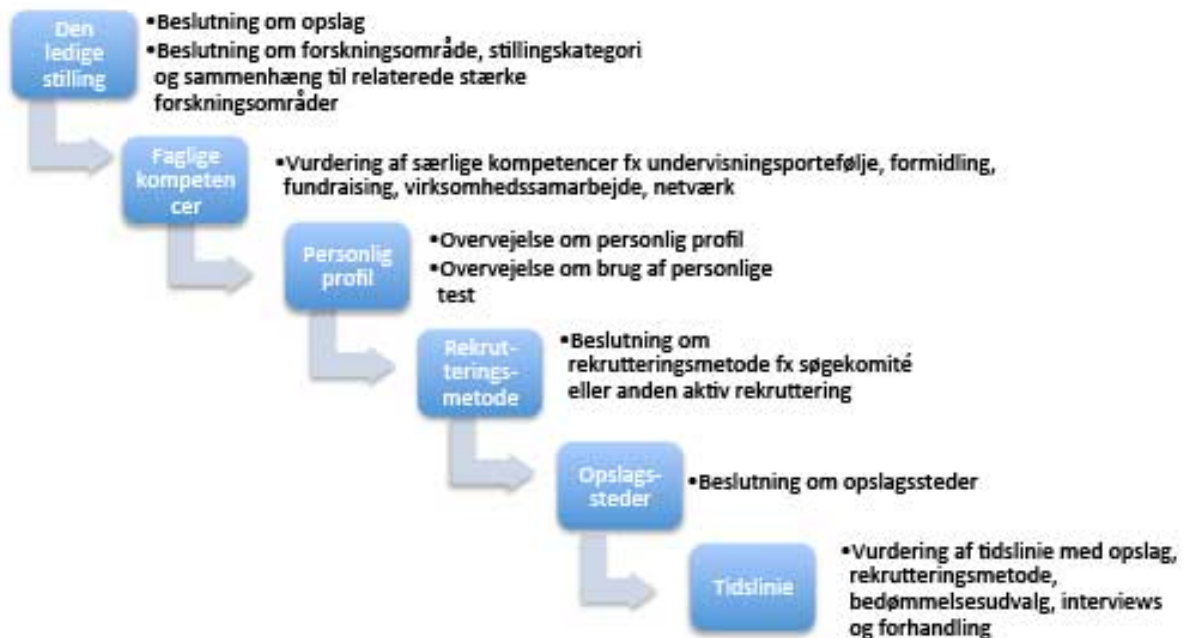 Den
ledige
stilling
•Beslutning om opslag
•Beslutning om forskningsområde, stillingskategori
og sammenhæng til relaterede stærke
forskningsområder
Faglige
kompeten
cer
•Vurdering af særlige kompetencer fx undervisningsportefølje, formidling,
fundraising, virksomhedssamarbejde, netværk
Personlig
profil
•Overvejelse om personlig profil
•Overvejelse om brug af personlige
test
Rekrut-
terings-
metode
•Beslutning om
rekrutteringsmetode fx søgekomité
eller anden aktiv rekruttering
Opslags-
steder
•Beslutning om opslagssteder
Tidslinie
•Vurdering af tidslinie med opslag,
rekrutteringsmetode,
bedømmelsesudvalg, interviews
og forhandling